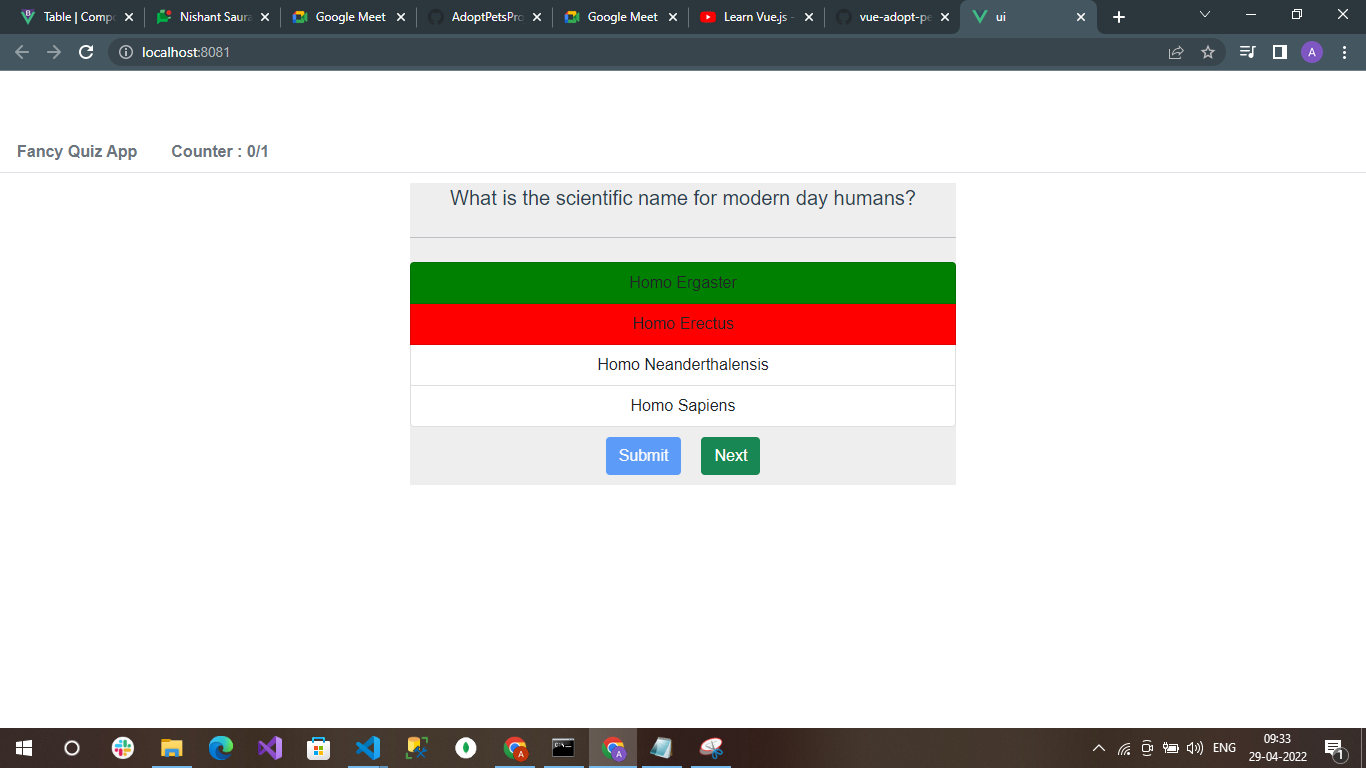 Table | Comp
Nishant Saura
Google Meet
AdoptPetsPro
Google Meet
Learn Vue.js -
vue-adopt-pe
ui
localhost:8081
A
Fancy Quiz App
Counter : 0/1
What is the scientific name for modern day humans?
Homo Ergaster
Homo Erectus
Homo Neanderthalensis
Homo Sapiens
Submit
Next
ENG
09:33
29-04-2022
1